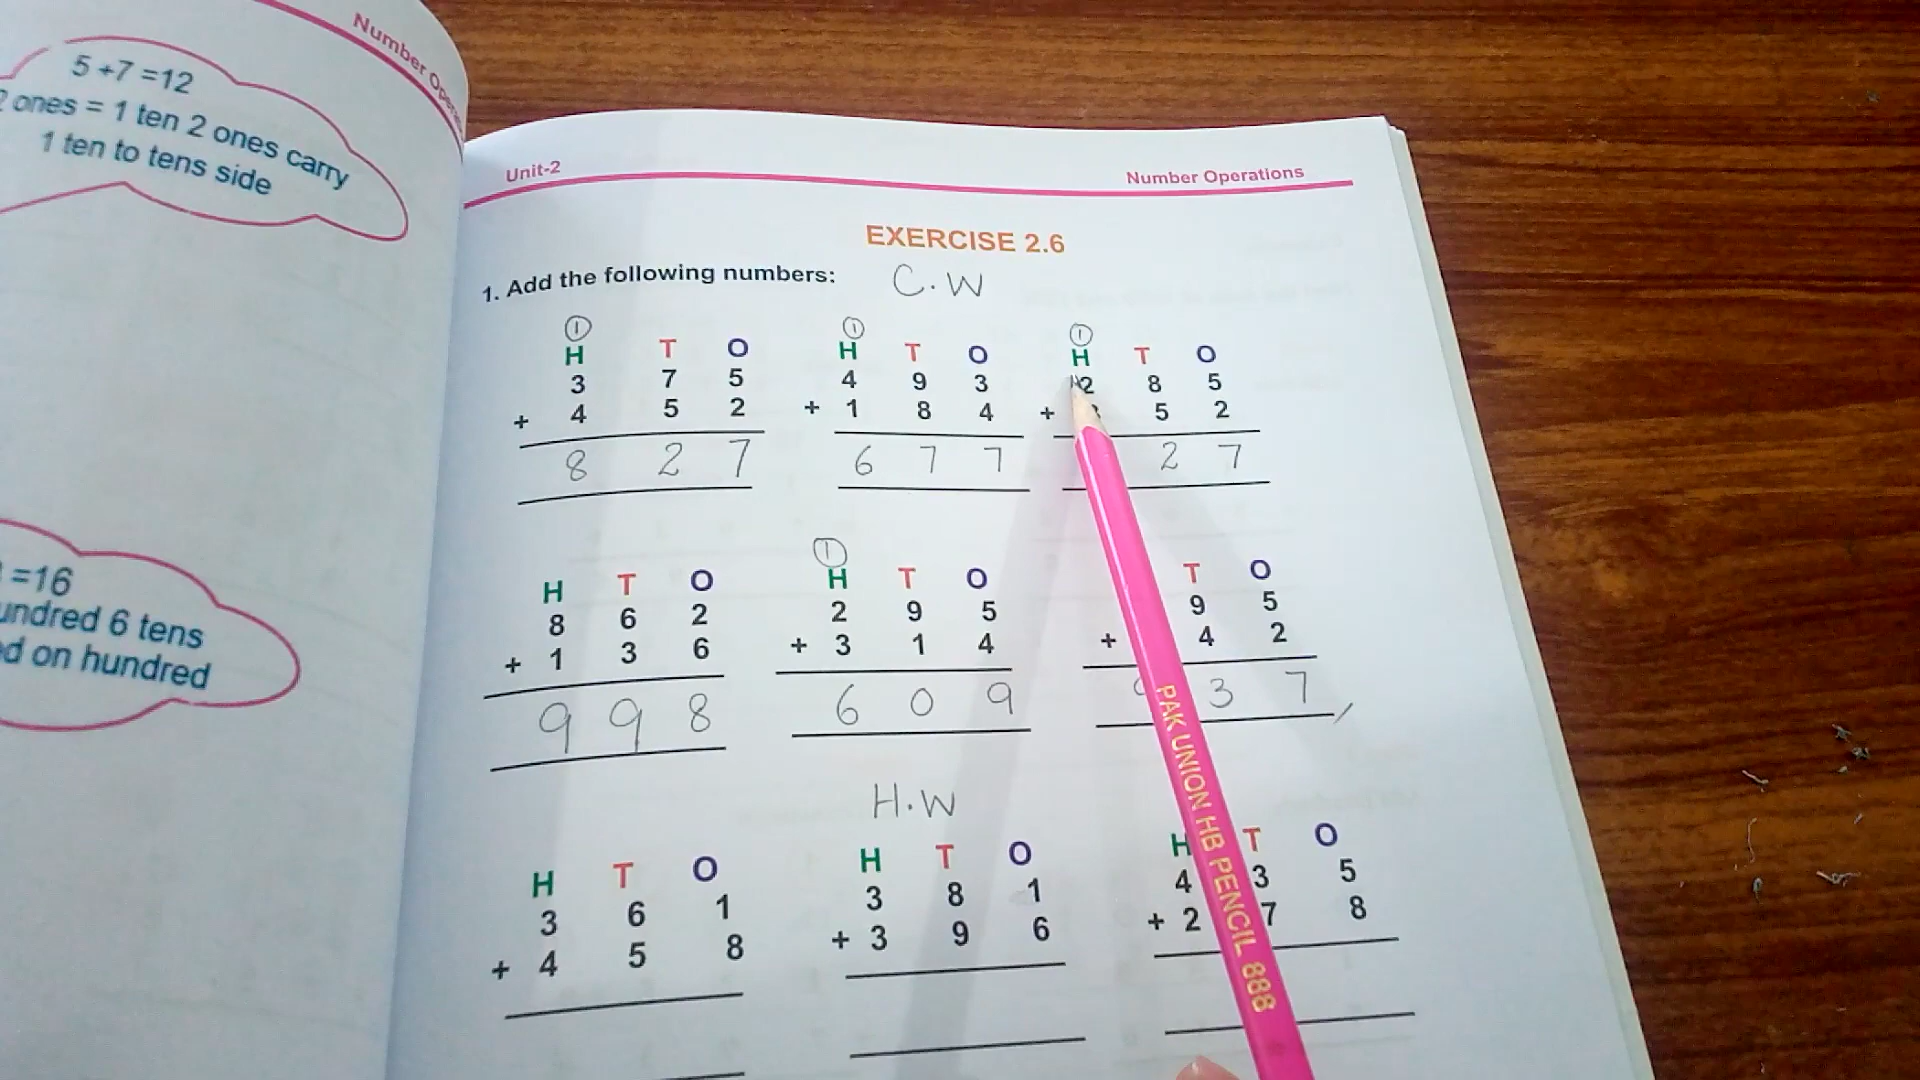 5 +7 =12
ones = 1 ten 2 ones carry
1 ten to tens side
=16
6 tens
on hundred
Number
Unit-2
Number Operations
EXERCISE 2.6
1. Add the following numbers: C.W
1 1 1
H T O H T O H T O
3 7 5 4 9 3 2 8 5
+ 4 5 2 + 1 8 4 + 5 2
8 2 7 6 7 7 2 7
1
H T O H T O T O
8 6 2 2 9 5 9 5
+ 1 3 6 + 3 1 4 + 4 2
9 9 8 6 0 9 3 7
H.W
H T O H T O H T O
3 6 1 3 8 1 4 3 5
+ 4 5 8 + 3 9 6 + 2 7 8
PAK UNION HB PENCIL 888